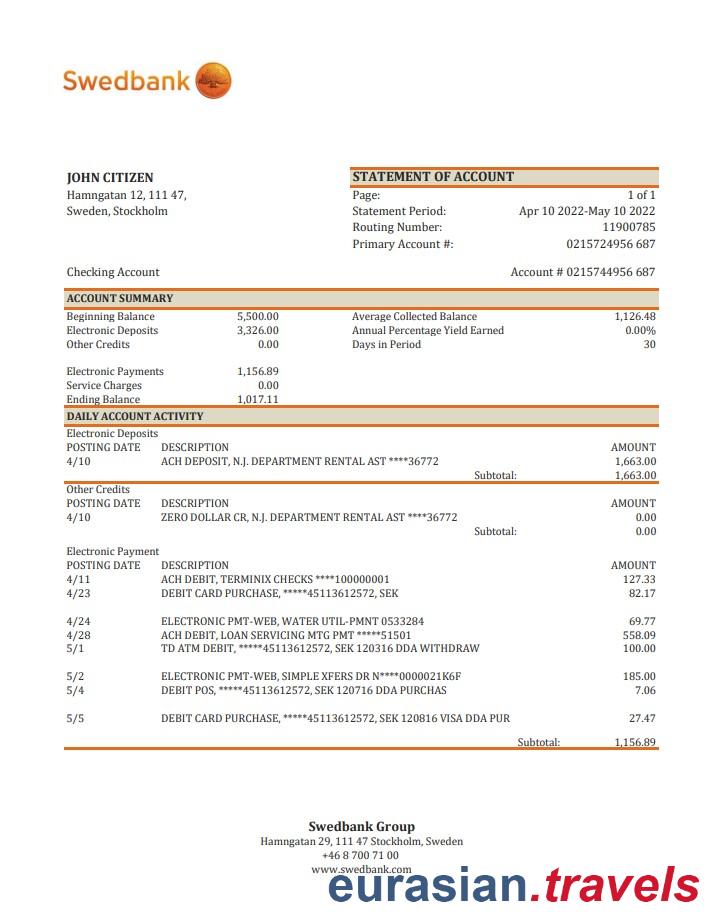 Swedbank
JOHN CITIZEN
Hamngatan 12, 111 47,
Sweden, Stockholm
STATEMENT OF ACCOUNT
Page: 1 of 1
Statement Period: Apr 10 2022-May 10 2022
Routing Number: 11900785
Primary Account #: 0215724956 687
Checking Account Account # 0215744956 687
ACCOUNT SUMMARY
Beginning Balance 5,500.00 Average Collected Balance 1,126.48
Electronic Deposits 3,326.00 Annual Percentage Yield Earned 0.00%
Other Credits 0.00 Days in Period 30
Electronic Payments 1,156.89
Service Charges 0.00
Ending Balance 1,017.11
DAILY ACCOUNT ACTIVITY
Electronic Deposits
POSTING DATE DESCRIPTION AMOUNT
4/10 ACH DEPOSIT, N.J. DEPARTMENT RENTAL AST ****36772 1,663.00
Subtotal: 1,663.00
Other Credits
POSTING DATE DESCRIPTION AMOUNT
4/10 ZERO DOLLAR CR, N.J. DEPARTMENT RENTAL AST ****36772 0.00
Subtotal: 0.00
Electronic Payment
POSTING DATE DESCRIPTION AMOUNT
4/11 ACH DEBIT, TERMINIX CHECKS ****100000001 127.33
4/23 DEBIT CARD PURCHASE, *****45113612572, SEK 82.17
4/24 ELECTRONIC PMT-WEB, WATER UTIL-PMNT 0533284 69.77
4/28 ACH DEBIT, LOAN SERVICING MTG PMT *****51501 558.09
5/1 TD ATM DEBIT, *****45113612572, SEK 120316 DDA WITHDRAW 100.00
5/2 ELECTRONIC PMT-WEB, SIMPLE XFERS DR N****0000021K6F 185.00
5/4 DEBIT POS, *****45113612572, SEK 120716 DDA PURCHAS 7.06
5/5 DEBIT CARD PURCHASE, *****45113612572, SEK 120816 VISA DDA PUR 27.47
Subtotal: 1,156.89
Swedbank Group
Hamngatan 29, 111 47 Stockholm, Sweden
+46 8 700 71 00
www.swedbank.com
eurasian.travels